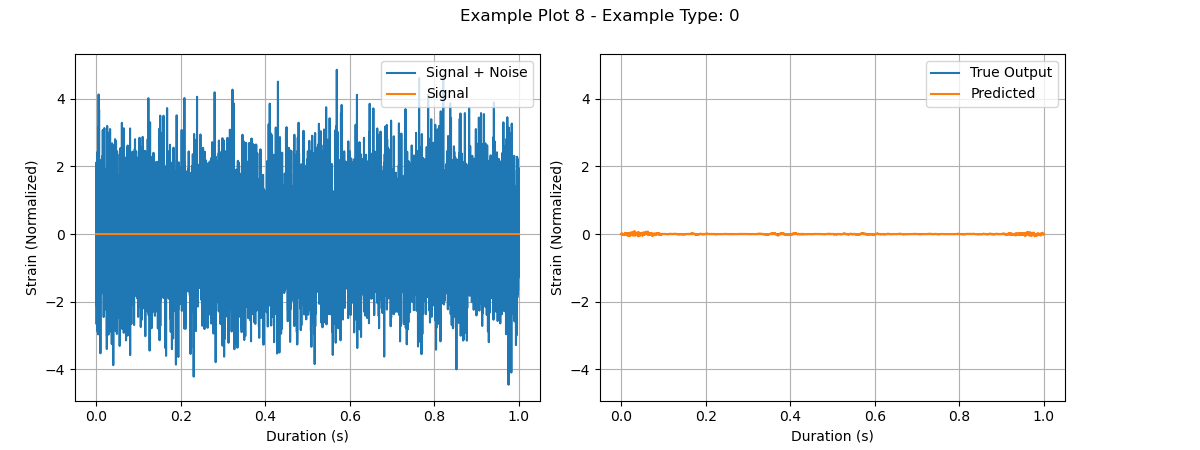 Example Plot 8 - Example Type: 0
Signal + Noise
Signal
4
2
0
−2
−4
Strain (Normalized)
0.0 0.2 0.4 0.6 0.8 1.0
Duration (s)
True Output
Predicted
4
2
0
−2
−4
Strain (Normalized)
0.0 0.2 0.4 0.6 0.8 1.0
Duration (s)